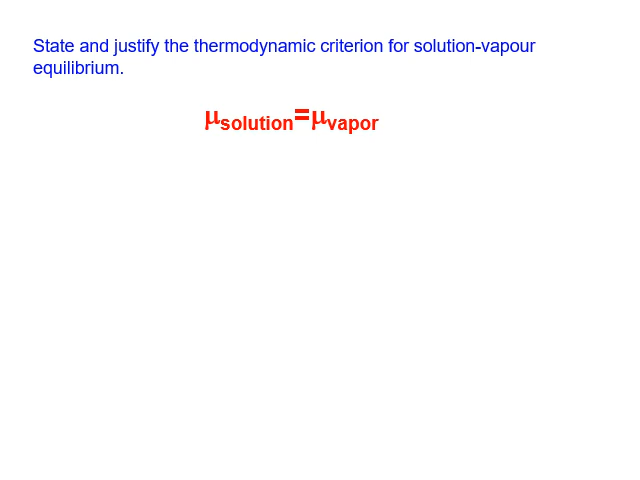 State and justify the thermodynamic criterion for solution-vapour
equilibrium.
μsolution=μvapor